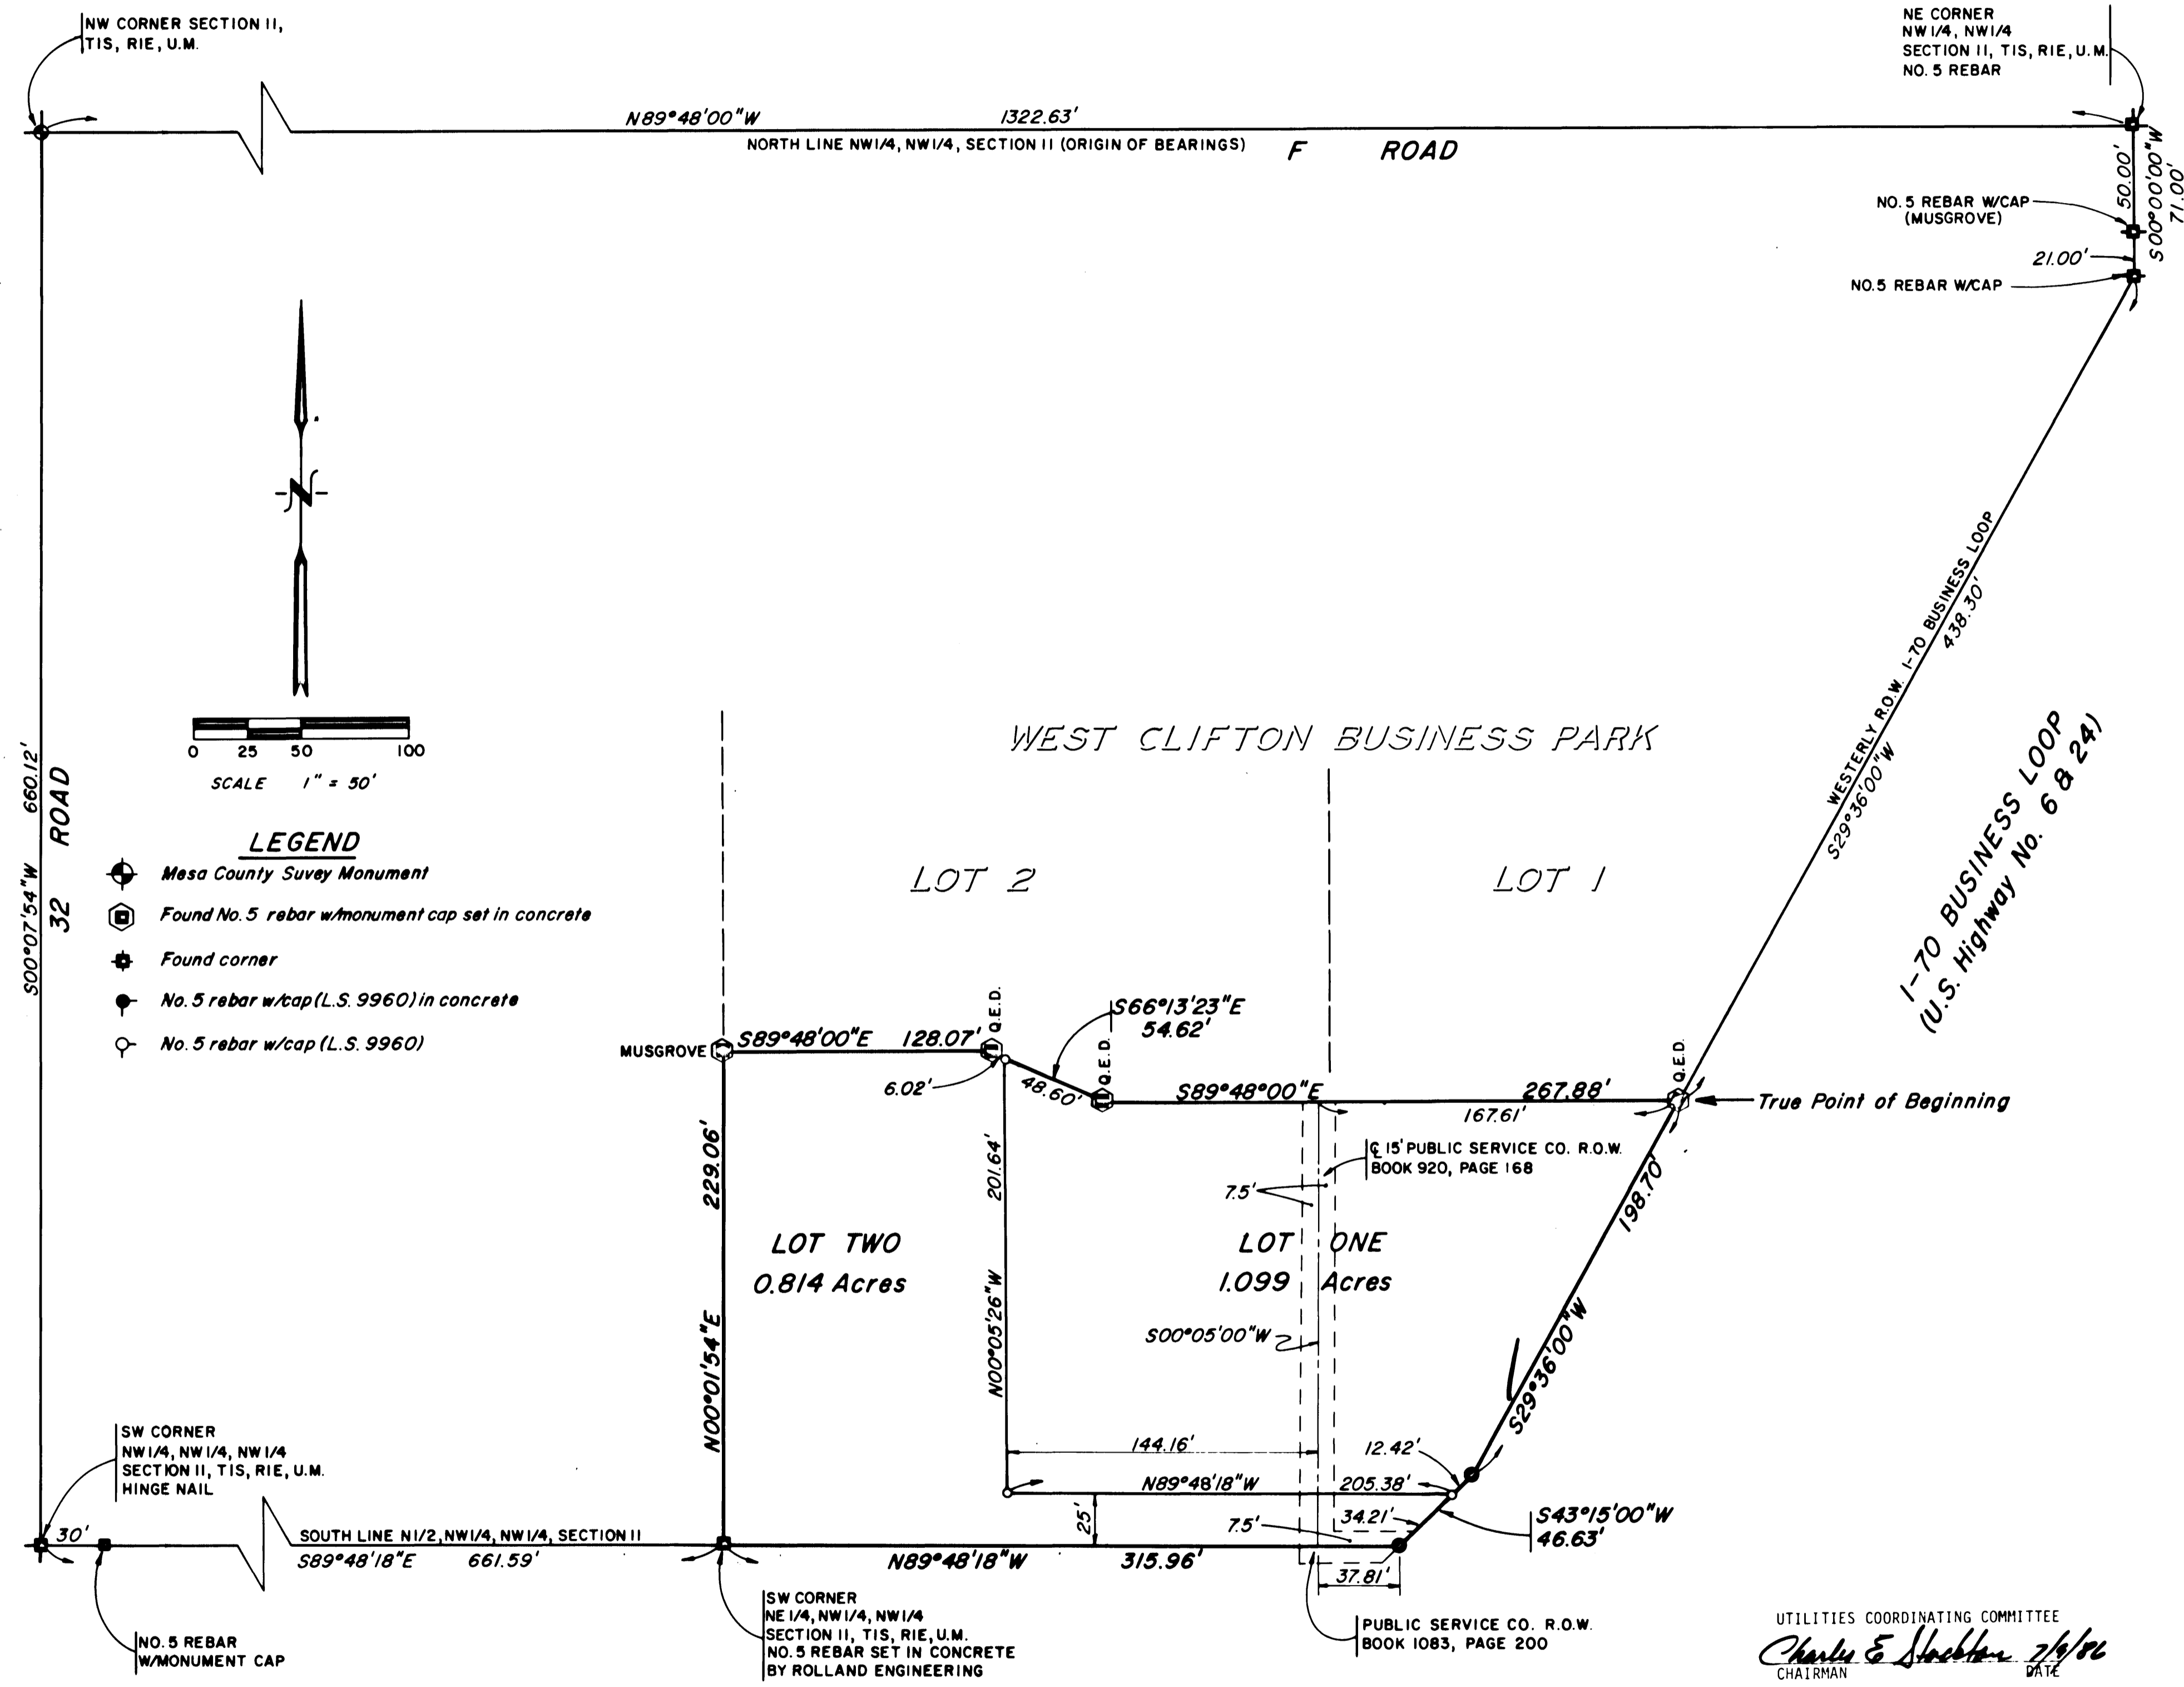 NW CORNER SECTION 11,
T1S, R1E, U.M.
NE CORNER
NW 1/4, NW1/4
SECTION 11, T1S, R1E, U.M.
NO. 5 REBAR
N89°48'00"W 1322.63'
NORTH LINE NW1/4, NW1/4, SECTION 11 (ORIGIN OF BEARINGS)
F ROAD
50.00'
S00°00'00"W
71.00'
NO. 5 REBAR W/CAP
(MUSGROVE)
21.00'
NO. 5 REBAR W/CAP
N
0 25 50 100
SCALE 1" = 50'
S00°07'54"W 660.12'
32 ROAD
LEGEND
Mesa County Suvey Monument
Found No. 5 rebar w/monument cap set in concrete
Found corner
No. 5 rebar w/cap (L.S. 9960) in concrete
No. 5 rebar w/cap (L.S. 9960)
WEST CLIFTON BUSINESS PARK
LOT 2
LOT 1
WESTERLY R.O.W. I-70 BUSINESS LOOP
S29°36'00"W 438.30'
I-70 BUSINESS LOOP
(U.S. Highway No. 6 & 24)
MUSGROVE
S89°48'00"E 128.07'
Q.E.D.
S66°13'23"E
54.62'
6.02'
48.60'
Q.E.D.
S89°48'00"E 267.88'
167.61'
Q.E.D.
True Point of Beginning
℄ 15' PUBLIC SERVICE CO. R.O.W.
BOOK 920, PAGE 168
7.5'
N00°01'54"E 229.06'
N00°05'26"W 201.64'
LOT TWO
0.814 Acres
LOT ONE
1.099 Acres
S00°05'00"W
S29°36'00"W 198.70'
144.16'
12.42'
N89°48'18"W 205.38'
25'
34.21'
7.5'
S43°15'00"W
46.63'
SW CORNER
NW1/4, NW1/4, NW1/4
SECTION 11, T1S, R1E, U.M.
HINGE NAIL
30'
SOUTH LINE N1/2, NW1/4, NW1/4, SECTION 11
S89°48'18"E 661.59'
N89°48'18"W 315.96'
37.81'
NO. 5 REBAR
W/MONUMENT CAP
SW CORNER
NE 1/4, NW1/4, NW1/4
SECTION 11, T1S, R1E, U.M.
NO. 5 REBAR SET IN CONCRETE
BY ROLLAND ENGINEERING
PUBLIC SERVICE CO. R.O.W.
BOOK 1083, PAGE 200
UTILITIES COORDINATING COMMITTEE
Charles E Stockton 7/9/86
CHAIRMAN DATE